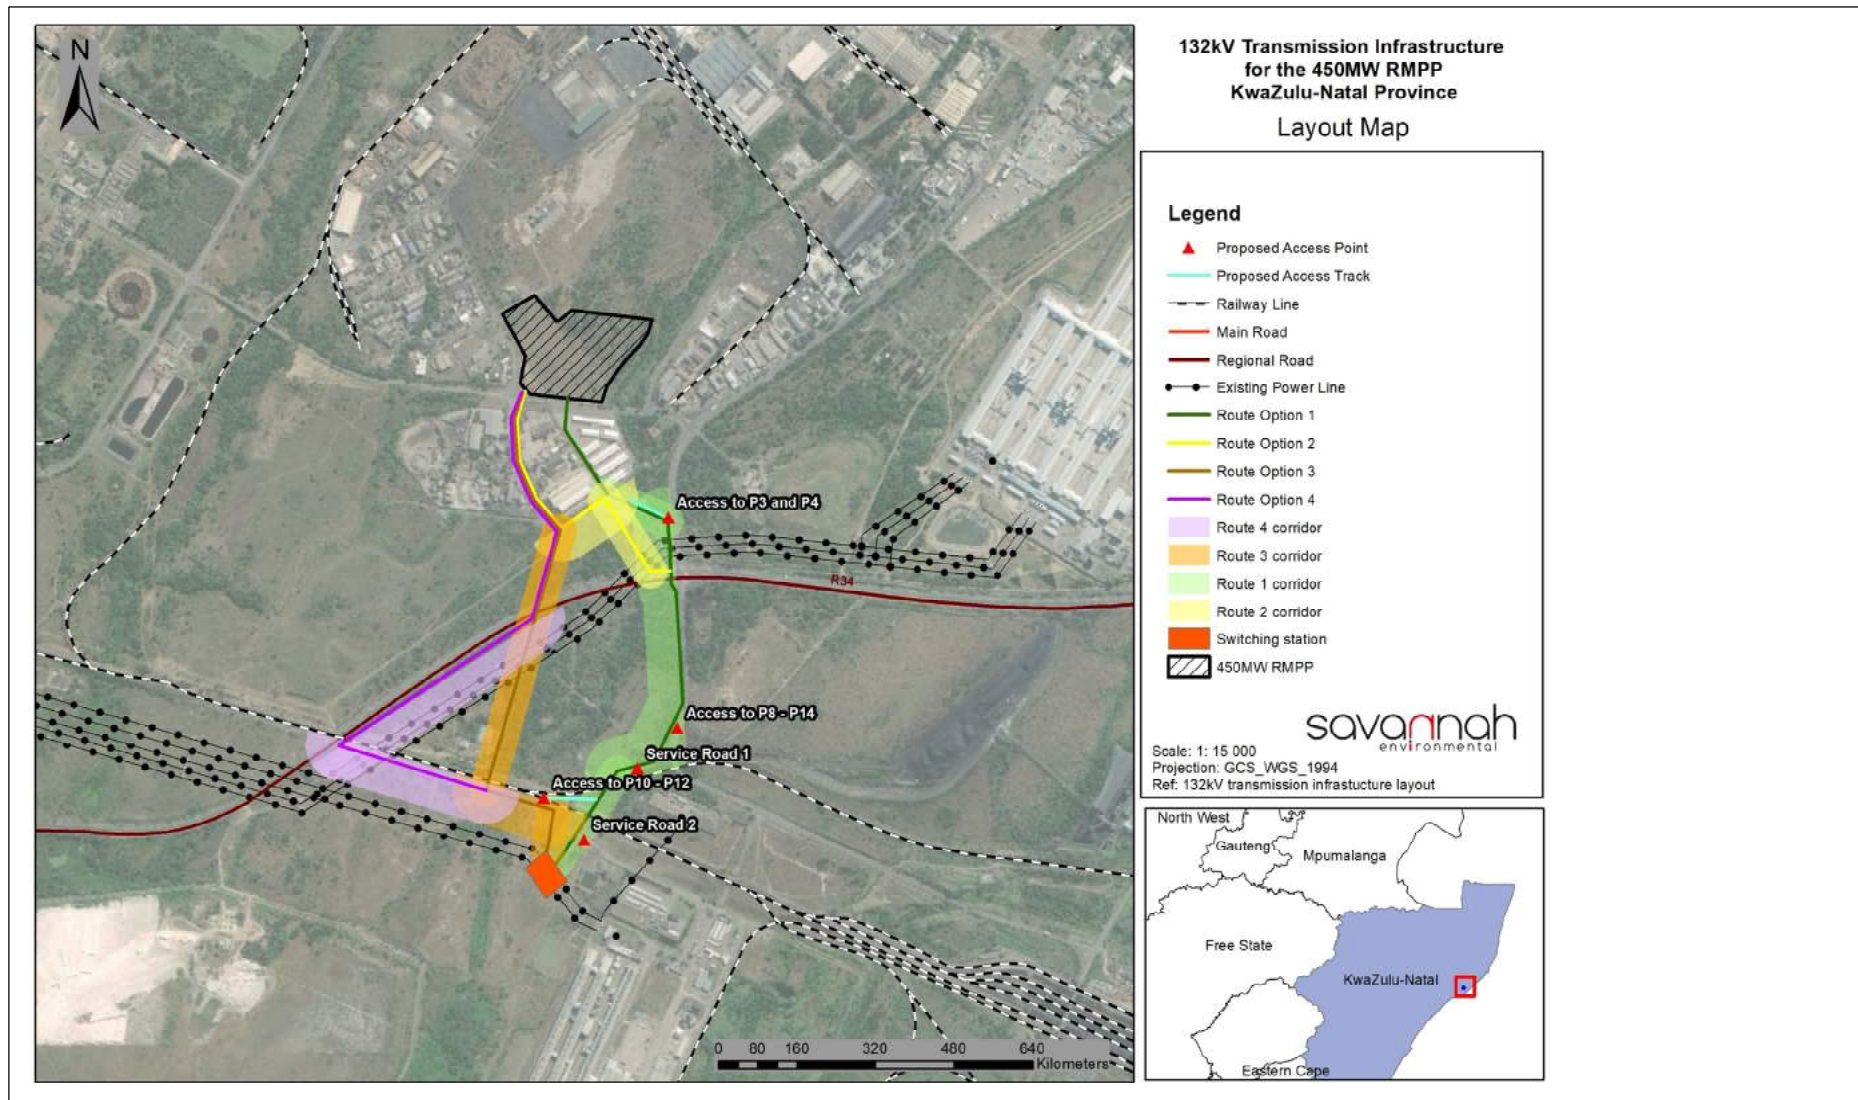 132kV Transmission Infrastructure
for the 450MW RMPP
KwaZulu-Natal Province
Layout Map
N
Legend
Proposed Access Point
Proposed Access Track
Railway Line
Main Road
Regional Road
Existing Power Line
Route Option 1
Route Option 2
Route Option 3
Route Option 4
Route 4 corridor
Route 3 corridor
Route 1 corridor
Route 2 corridor
Switching station
450MW RMPP
savannah
environmental
Scale: 1: 15 000
Projection: GCS_WGS_1994
Ref: 132kV transmission infrastucture layout
Access to P3 and P4
R34
Access to P8 - P14
Service Road 1
Access to P10 - P12
Service Road 2
0 80 160 320 480 640
Kilometers
North West
Gauteng
Mpumalanga
Free State
KwaZulu-Natal
Eastern Cape